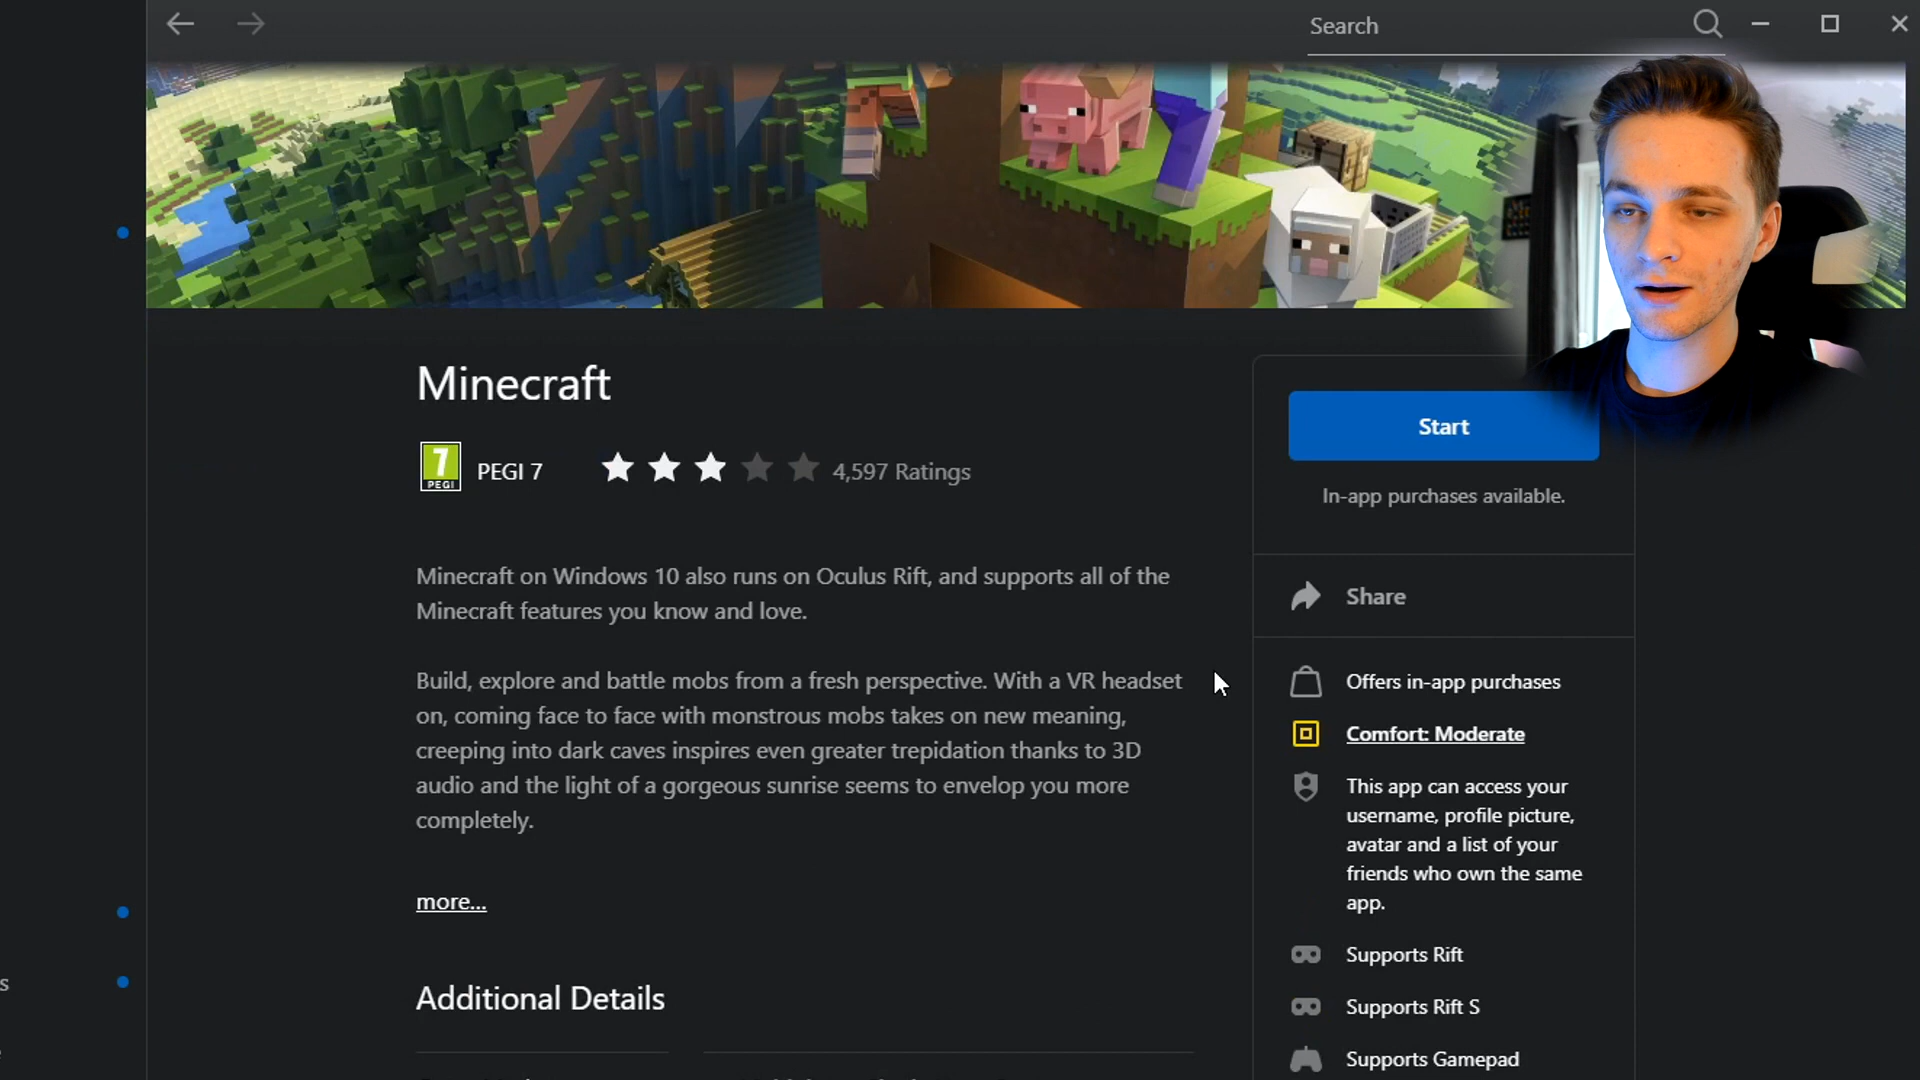 Search
Minecraft
7
PEGI
PEGI 7
4,597 Ratings
Minecraft on Windows 10 also runs on Oculus Rift, and supports all of the
Minecraft features you know and love.
Build, explore and battle mobs from a fresh perspective. With a VR headset
on, coming face to face with monstrous mobs takes on new meaning,
creeping into dark caves inspires even greater trepidation thanks to 3D
audio and the light of a gorgeous sunrise seems to envelop you more
completely.
more...
Additional Details
Start
In-app purchases available.
Share
Offers in-app purchases
Comfort: Moderate
This app can access your
username, profile picture,
avatar and a list of your
friends who own the same
app.
Supports Rift
Supports Rift S
Supports Gamepad
s